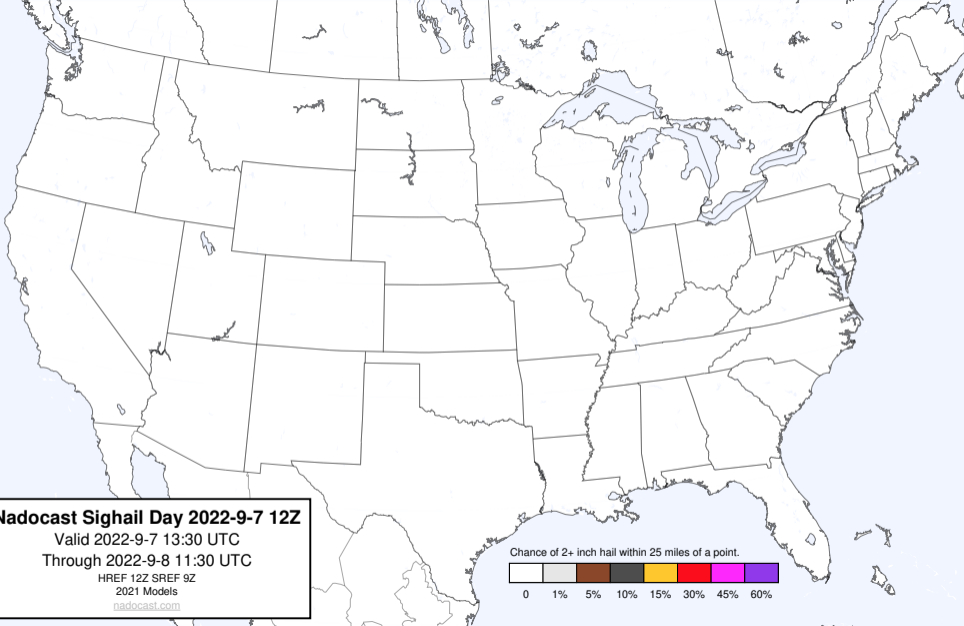 Nadocast Sighail Day 2022-9-7 12Z
Valid 2022-9-7 13:30 UTC
Through 2022-9-8 11:30 UTC
HREF 12Z SREF 9Z
2021 Models
nadocast.com
Chance of 2+ inch hail within 25 miles of a point.
0 1% 5% 10% 15% 30% 45% 60%